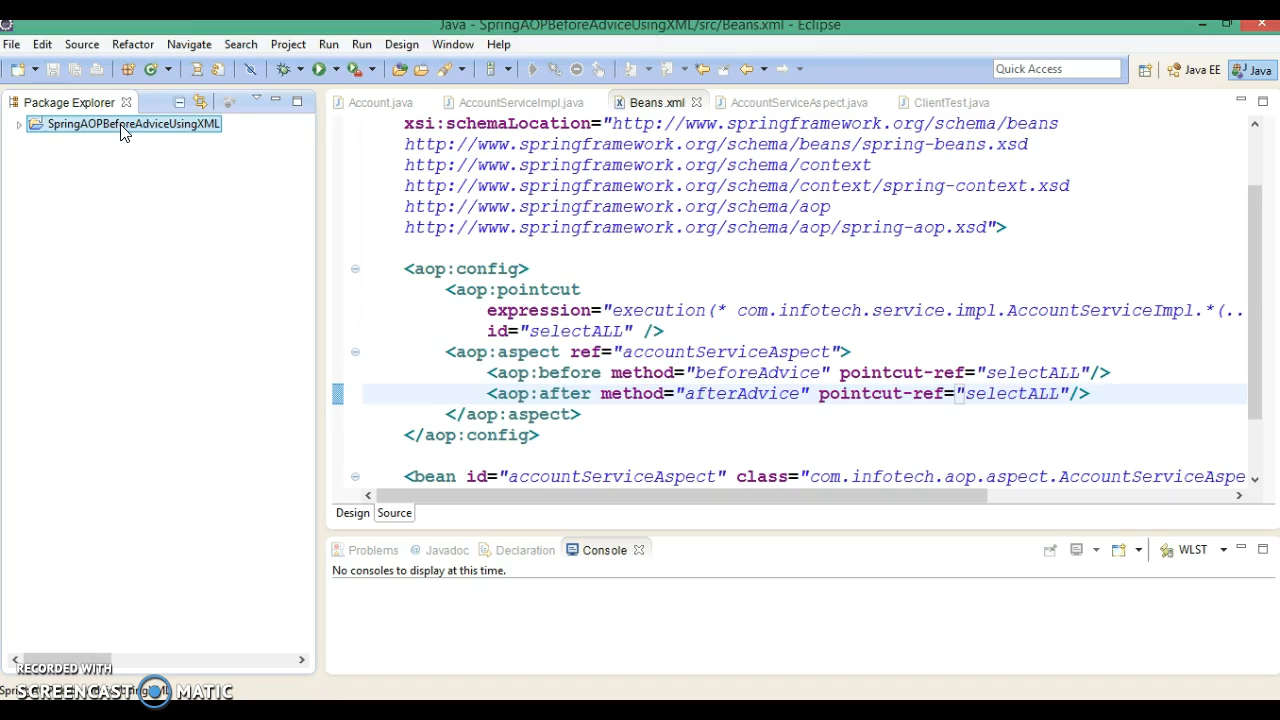 Java - SpringAOPBeforeAdviceUsingXML/src/Beans.xml - Eclipse
File Edit Source Refactor Navigate Search Project Run Run Design Window Help
Quick Access Java EE Java
Package Explorer
SpringAOPBeforeAdviceUsingXML
Account.java AccountServiceImpl.java Beans.xml AccountServiceAspect.java ClientTest.java
xsi:schemaLocation="http://www.springframework.org/schema/beans
http://www.springframework.org/schema/beans/spring-beans.xsd
http://www.springframework.org/schema/context
http://www.springframework.org/schema/context/spring-context.xsd
http://www.springframework.org/schema/aop
http://www.springframework.org/schema/aop/spring-aop.xsd">
<aop:config>
<aop:pointcut
expression="execution(* com.infotech.service.impl.AccountServiceImpl.*(..
id="selectALL" />
<aop:aspect ref="accountServiceAspect">
<aop:before method="beforeAdvice" pointcut-ref="selectALL"/>
<aop:after method="afterAdvice" pointcut-ref="selectALL"/>
</aop:aspect>
</aop:config>
<bean id="accountServiceAspect" class="com.infotech.aop.aspect.AccountServiceAspe
Design Source
Problems Javadoc Declaration Console WLST
No consoles to display at this time.
RECORDED WITH
SCREENCAST MATIC